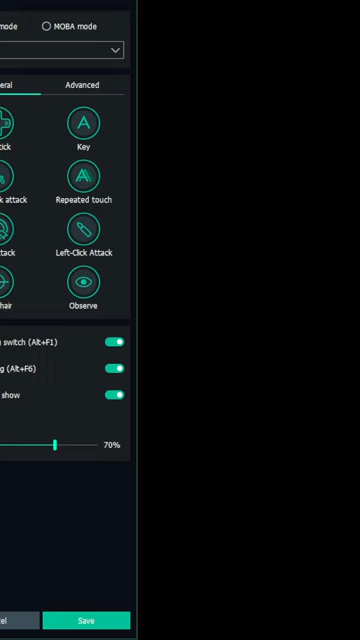 mode MOBA mode
eral Advanced
tick Key
k attack Repeated touch
tack Left-Click Attack
hair Observe
g switch (Alt+F1)
g (Alt+F6)
show
70%
el Save